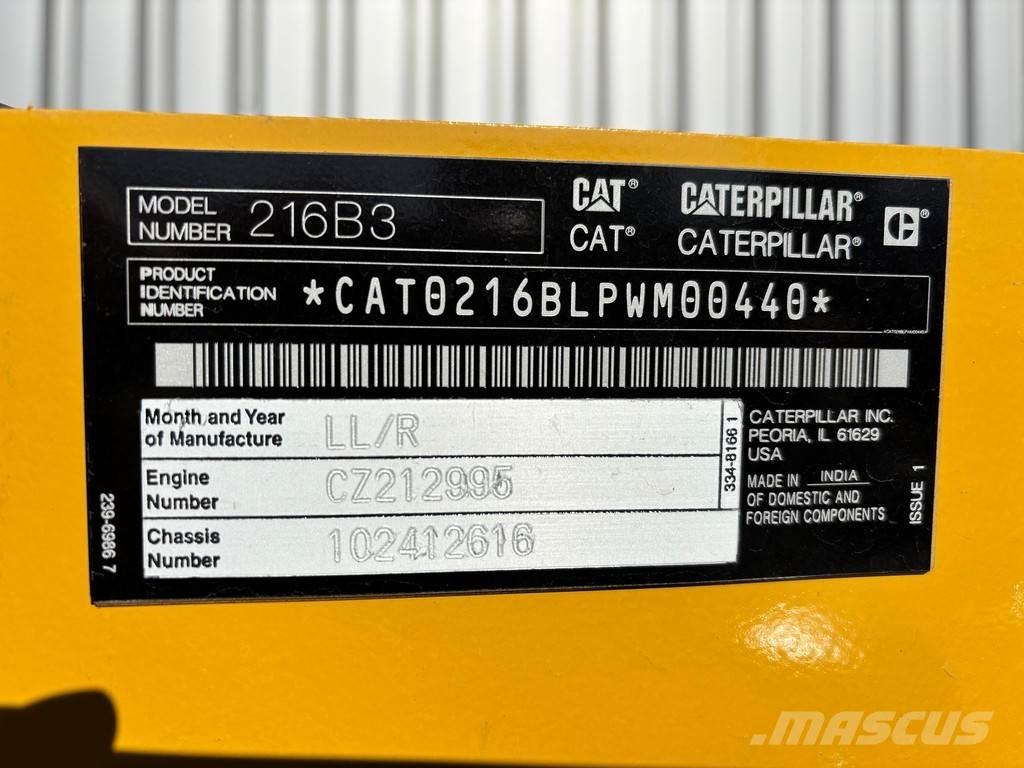 MODEL NUMBER 216B3
CAT® CATERPILLAR®
CAT® CATERPILLAR® C®
PRODUCT IDENTIFICATION NUMBER *CAT0216BLPWM00440*
*CAT0216BLPWM00440*
Month and Year of Manufacture LL/R
Engine Number CZ212995
Chassis Number 102412616
334-8166 1
CATERPILLAR INC.
PEORIA, IL 61629
USA
MADE IN INDIA
OF DOMESTIC AND
FOREIGN COMPONENTS
ISSUE 1
239-6986 7
.MASCUS